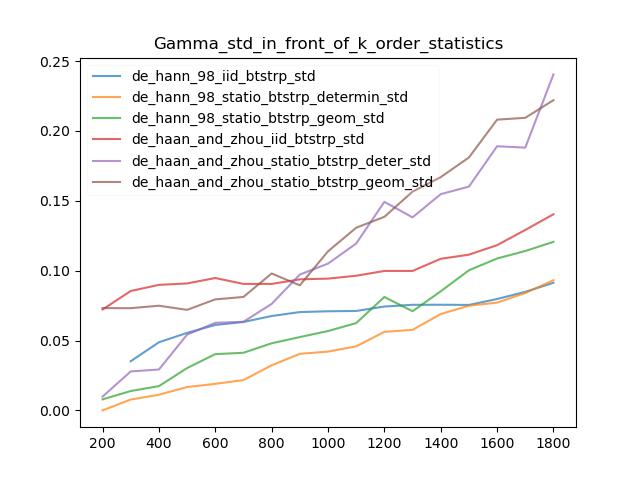 Gamma_std_in_front_of_k_order_statistics
0.25
0.20
0.15
0.10
0.05
0.00
de_hann_98_iid_btstrp_std
de_hann_98_statio_btstrp_determin_std
de_hann_98_statio_btstrp_geom_std
de_haan_and_zhou_iid_btstrp_std
de_haan_and_zhou_statio_btstrp_deter_std
de_haan_and_zhou_statio_btstrp_geom_std
200 400 600 800 1000 1200 1400 1600 1800